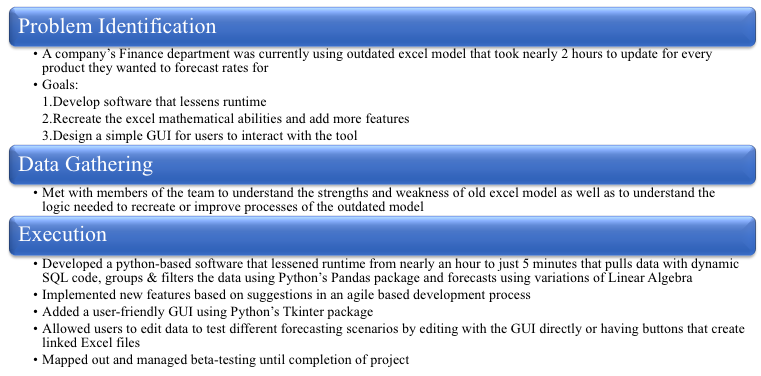 Problem Identification
• A company's Finance department was currently using outdated excel model that took nearly 2 hours to update for every
product they wanted to forecast rates for
• Goals:
1.Develop software that lessens runtime
2.Recreate the excel mathematical abilities and add more features
3.Design a simple GUI for users to interact with the tool
Data Gathering
• Met with members of the team to understand the strengths and weakness of old excel model as well as to understand the
logic needed to recreate or improve processes of the outdated model
Execution
• Developed a python-based software that lessened runtime from nearly an hour to just 5 minutes that pulls data with dynamic
SQL code, groups & filters the data using Python's Pandas package and forecasts using variations of Linear Algebra
• Implemented new features based on suggestions in an agile based development process
• Added a user-friendly GUI using Python's Tkinter package
• Allowed users to edit data to test different forecasting scenarios by editing with the GUI directly or having buttons that create
linked Excel files
• Mapped out and managed beta-testing until completion of project